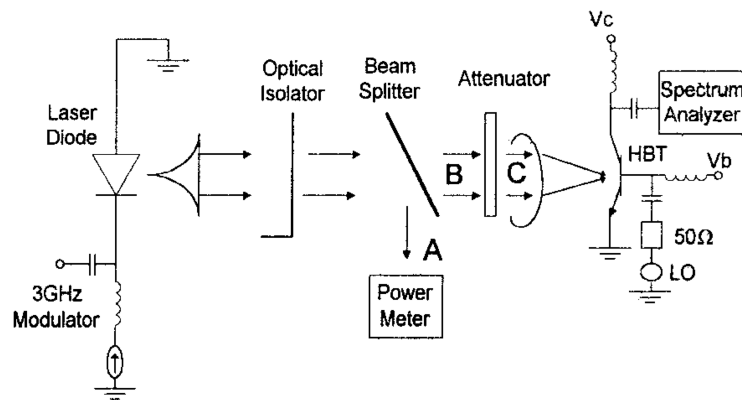 Vc
Optical
Isolator
Beam
Splitter
Attenuator
Spectrum
Analyzer
Laser
Diode
HBT
Vb
B
C
A
50Ω
LO
3GHz
Modulator
Power
Meter